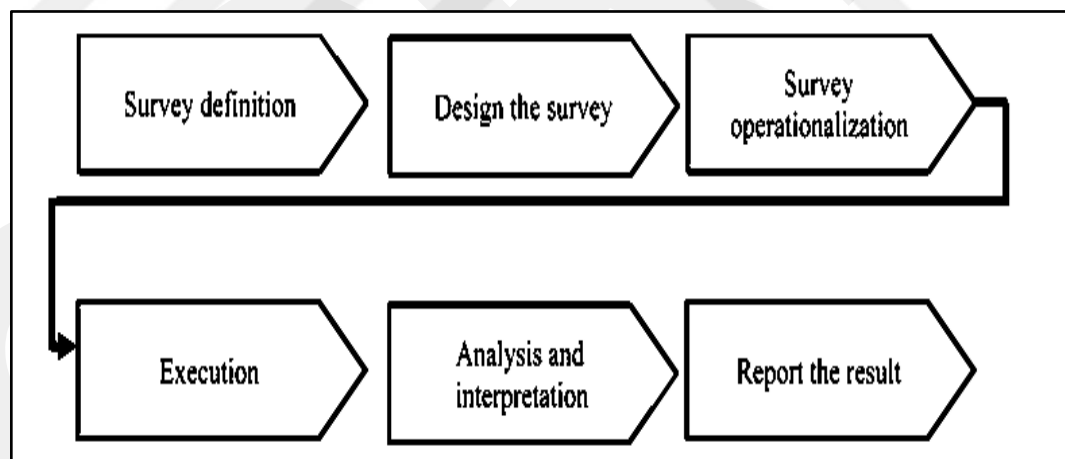 Survey definition
Design the survey
Survey
operationalization
Execution
Analysis and
interpretation
Report the result